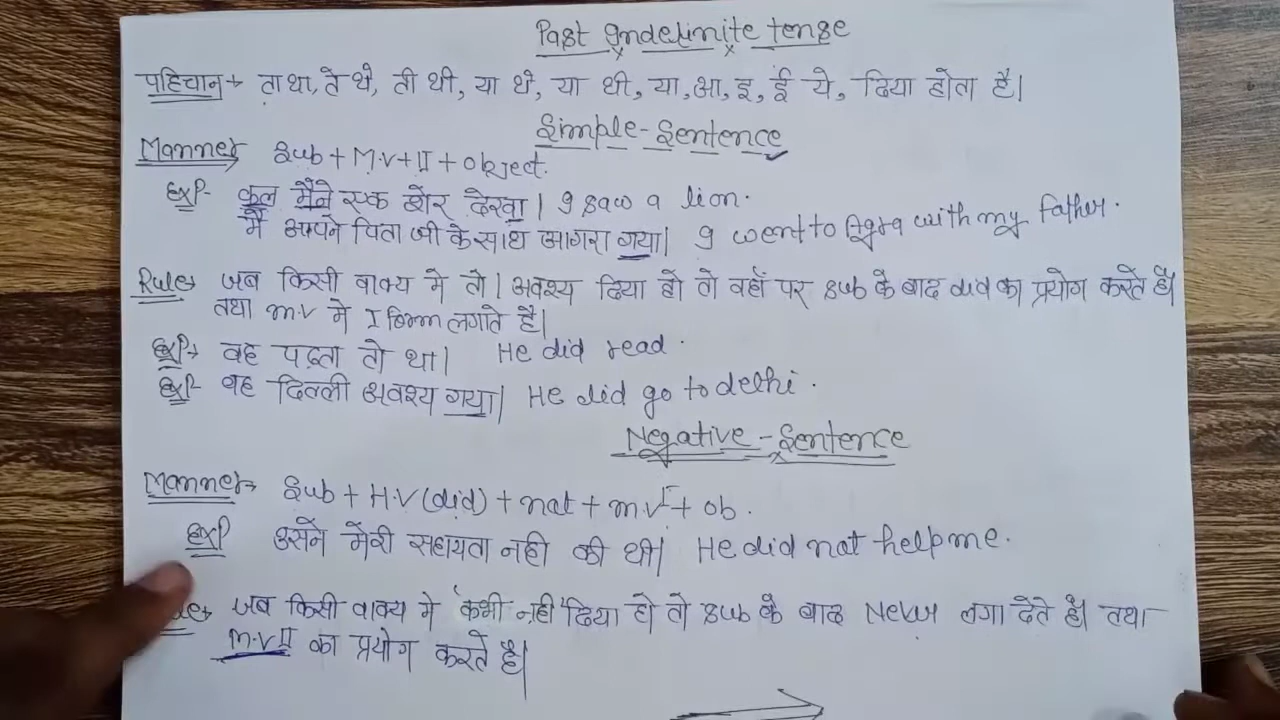 Past Indefinite tense
पहिचान → ता था, ते थे, ती थी, या थे, या थी, या, आ, इ, ई ये, दिया होता है।
Simple-Sentence
Manner → Sub + M.V + II + object.
Exp- कल मैने एक शेर देखा। I saw a lion.
मैं अपने पिता जी के साथ आगरा गया। I went to Agra with my Father.
Rule → जब किसी वाक्य मे तो। अवश्य दिया हो तो वहाँ पर sub के बाद did का प्रयोग करते है।
तथा m.v मे I form लगाते है।
Exp → वह पढ़ता तो था। He did read.
Exp- वह दिल्ली अवश्य गया। He did go to delhi.
Negative-Sentence
Manner → Sub + H.V (did) + not + m.v I + ob.
Exp उसने मेरी सहायता नही की थी। He did not help me.
जब किसी वाक्य मे 'कभी नही' दिया हो तो sub के बाद Never लगा देते है। तथा
M.V II का प्रयोग करते है।